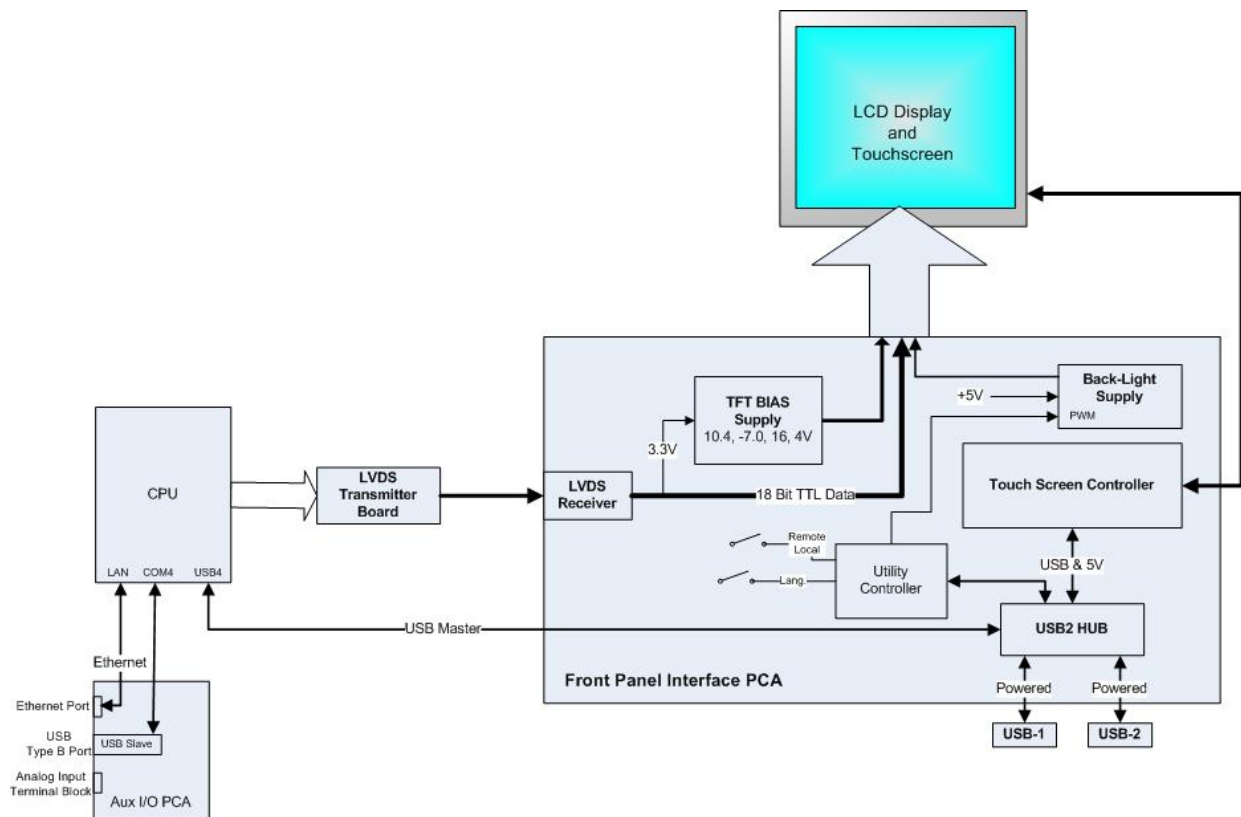 LCD Display
and
Touchscreen
Back-Light
Supply
+5V
PWM
TFT BIAS
Supply
10.4, -7.0, 16, 4V
3.3V
CPU
LAN
COM4
USB4
LVDS
Transmitter
Board
LVDS
Receiver
18 Bit TTL Data
Touch Screen Controller
Remote
Local
Lang.
Utility
Controller
USB & 5V
USB2 HUB
USB Master
Ethernet
Front Panel Interface PCA
Powered
Powered
USB-1
USB-2
Ethernet Port
USB
Type B Port
USB Slave
Analog Input
Terminal Block
Aux I/O PCA